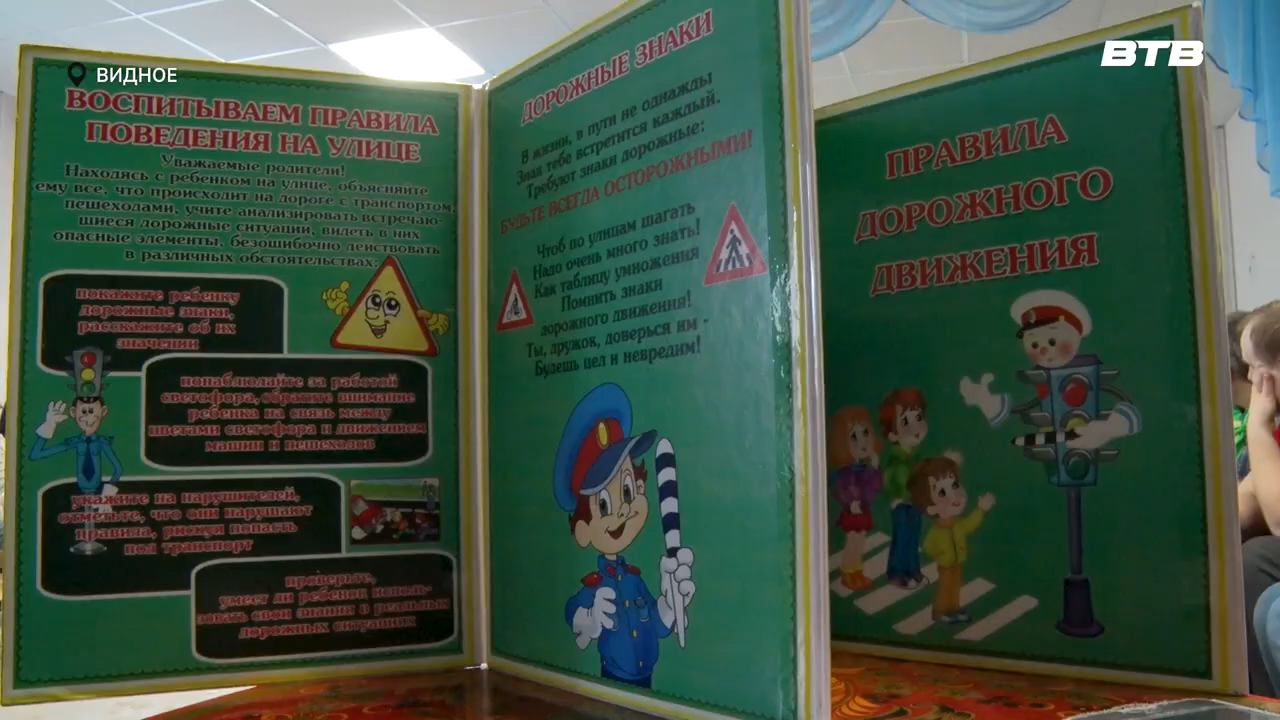 ВИДНОЕ
ВТВ
ВОСПИТЫВАЕМ ПРАВИЛА
ПОВЕДЕНИЯ НА УЛИЦЕ
Уважаемые родители!
Находясь с ребенком на улице, объясняйте
ему все, что происходит на дороге с транспортом,
пешеходами, учите анализировать встречаю-
щиеся дорожные ситуации, видеть в них
опасные элементы, безошибочно действовать
в различных обстоятельствах:
покажите ребенку
дорожные знаки,
расскажите об их
значении
понаблюдайте за работой
светофора, обратите внимание
ребенка на связь между
цветами светофора и движением
машин и пешеходов
укажите на нарушителей,
отметьте, что они нарушают
правила, рискуя попасть
под транспорт
проверьте,
умеет ли ребенок исполь-
зовать свои знания в реальных
дорожных ситуациях
ДОРОЖНЫЕ ЗНАКИ
В жизни, в пути не однажды
Знак тебе встретится каждый.
Требуют знаки дорожные:
БУДЬТЕ ВСЕГДА ОСТОРОЖНЫМИ!
Чтоб по улицам шагать
Надо очень много знать!
Как таблицу умножения
Помнить знаки
дорожного движения!
Ты, дружок, доверься им -
Будешь цел и невредим!
ПРАВИЛА
ДОРОЖНОГО
ДВИЖЕНИЯ